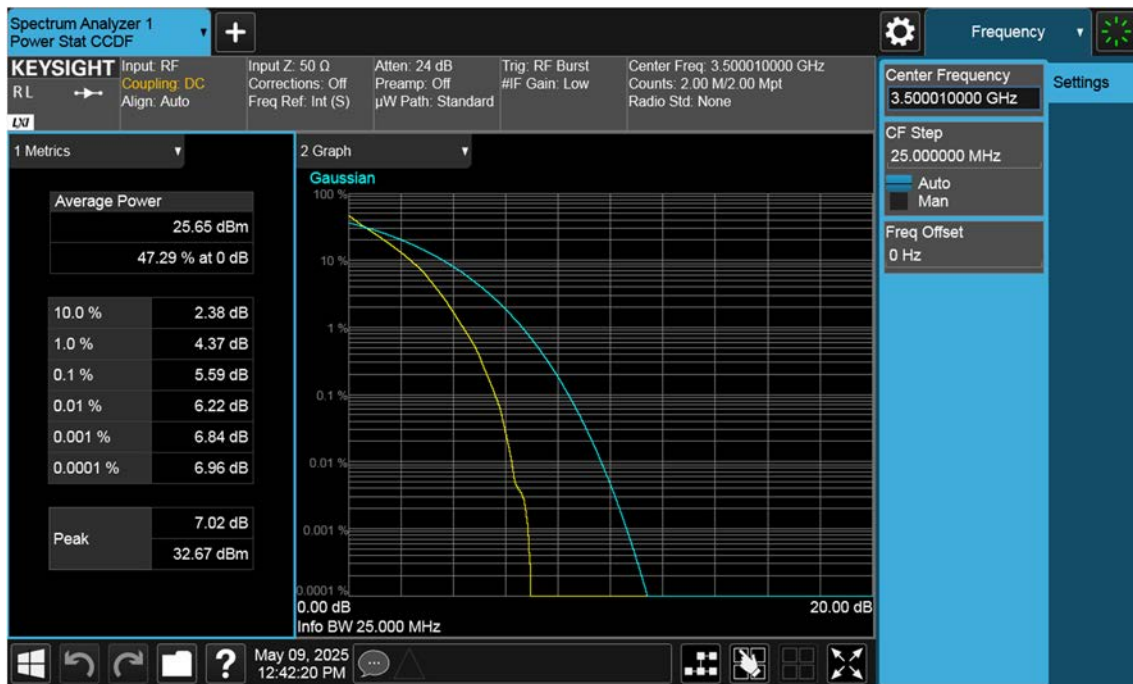 Spectrum Analyzer 1
Power Stat CCDF
+
Frequency
KEYSIGHT
RL
LXI
Input: RF
Coupling: DC
Align: Auto
Input Z: 50 Ω
Corrections: Off
Freq Ref: Int (S)
Atten: 24 dB
Preamp: Off
µW Path: Standard
Trig: RF Burst
#IF Gain: Low
Center Freq: 3.500010000 GHz
Counts: 2.00 M/2.00 Mpt
Radio Std: None
Center Frequency
3.500010000 GHz
Settings
CF Step
25.000000 MHz
Auto
Man
Freq Offset
0 Hz
1 Metrics
Average Power
25.65 dBm
47.29 % at 0 dB
10.0 % 2.38 dB
1.0 % 4.37 dB
0.1 % 5.59 dB
0.01 % 6.22 dB
0.001 % 6.84 dB
0.0001 % 6.96 dB
Peak
7.02 dB
32.67 dBm
2 Graph
Gaussian
100 %
10 %
1 %
0.1 %
0.01 %
0.001 %
0.0001 %
0.00 dB 20.00 dB
Info BW 25.000 MHz
?
May 09, 2025
12:42:20 PM